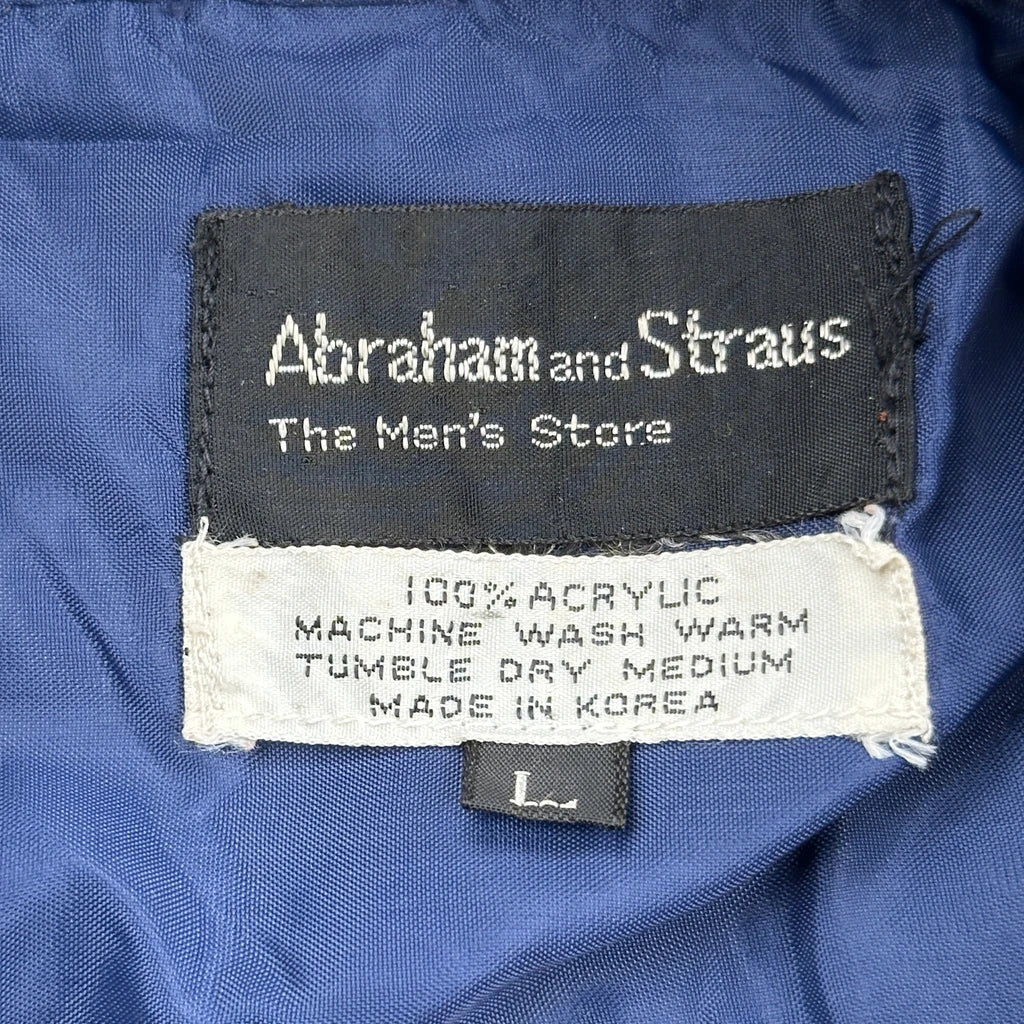 Abraham and Straus
The Men's Store
100% ACRYLIC
MACHINE WASH WARM
TUMBLE DRY MEDIUM
MADE IN KOREA
L